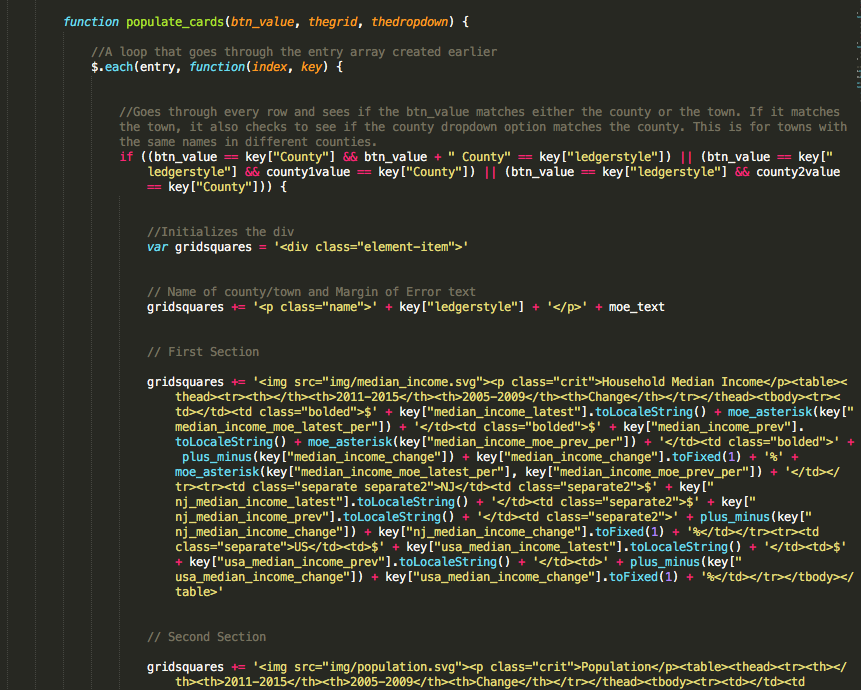 function populate_cards(btn_value, thegrid, thedropdown) {
//A loop that goes through the entry array created earlier
$.each(entry, function(index, key) {
//Goes through every row and sees if the btn_value matches either the county or the town. If it matches
the town, it also checks to see if the county dropdown option matches the county. This is for towns with
the same names in different counties.
if ((btn_value == key["County"] && btn_value + " County" == key["ledgerstyle"]) || (btn_value == key["
ledgerstyle"] && county1value == key["County"]) || (btn_value == key["ledgerstyle"] && county2value
== key["County"])) {
//Initializes the div
var gridsquares = '<div class="element-item">'
// Name of county/town and Margin of Error text
gridsquares += '<p class="name">' + key["ledgerstyle"] + '</p>' + moe_text
// First Section
gridsquares += '<img src="img/median_income.svg"><p class="crit">Household Median Income</p><table><
thead><tr><th></th><th>2011-2015</th><th>2005-2009</th><th>Change</th></tr></thead><tbody><tr><
td></td><td class="bolded">$' + key["median_income_latest"].toLocaleString() + moe_asterisk(key["
median_income_moe_latest_per"]) + '</td><td class="bolded">$' + key["median_income_prev"].
toLocaleString() + moe_asterisk(key["median_income_moe_prev_per"]) + '</td><td class="bolded">' +
plus_minus(key["median_income_change"]) + key["median_income_change"].toFixed(1) + '%' +
moe_asterisk(key["median_income_moe_latest_per"], key["median_income_moe_prev_per"]) + '</td></
tr><tr><td class="separate separate2">NJ</td><td class="separate2">$' + key["
nj_median_income_latest"].toLocaleString() + '</td><td class="separate2">$' + key["
nj_median_income_prev"].toLocaleString() + '</td><td class="separate2">' + plus_minus(key["
nj_median_income_change"]) + key["nj_median_income_change"].toFixed(1) + '%</td></tr><tr><td
class="separate">US</td><td>$' + key["usa_median_income_latest"].toLocaleString() + '</td><td>$'
+ key["usa_median_income_prev"].toLocaleString() + '</td><td>' + plus_minus(key["
usa_median_income_change"]) + key["usa_median_income_change"].toFixed(1) + '%</td></tr></tbody></
table>'
// Second Section
gridsquares += '<img src="img/population.svg"><p class="crit">Population</p><table><thead><tr><th></
th><th>2011-2015</th><th>2005-2009</th><th>Change</th></tr></thead><tbody><tr><td></td><td